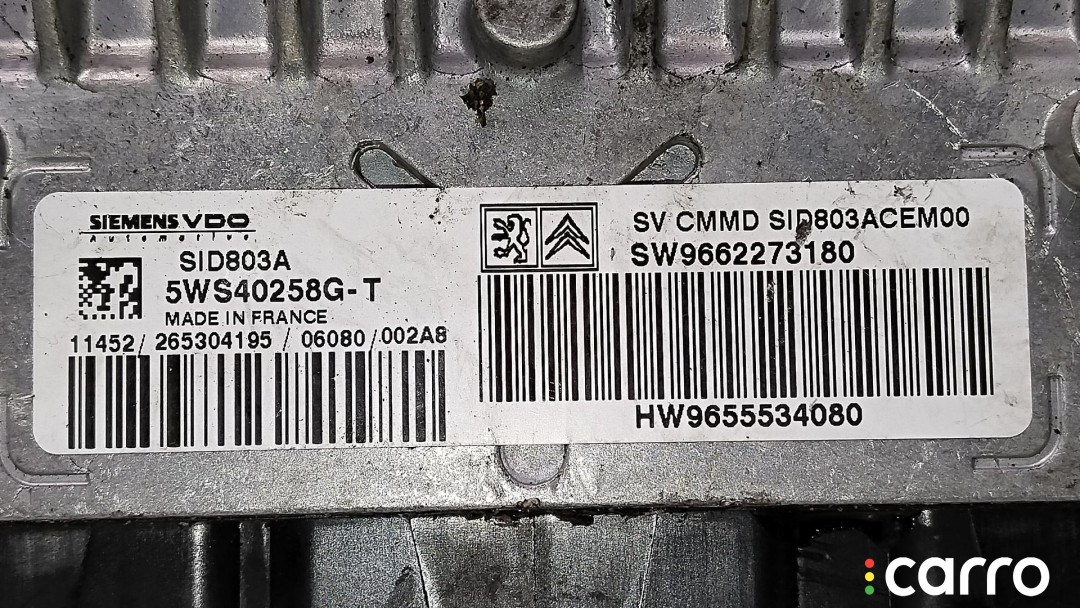 SIEMENS VDO
Automotive
SID803A
5WS40258G-T
MADE IN FRANCE
11452/ 265304195 / 06080 /002A8
SV CMMD SID803ACEM00
SW9662273180
HW9655534080
carro